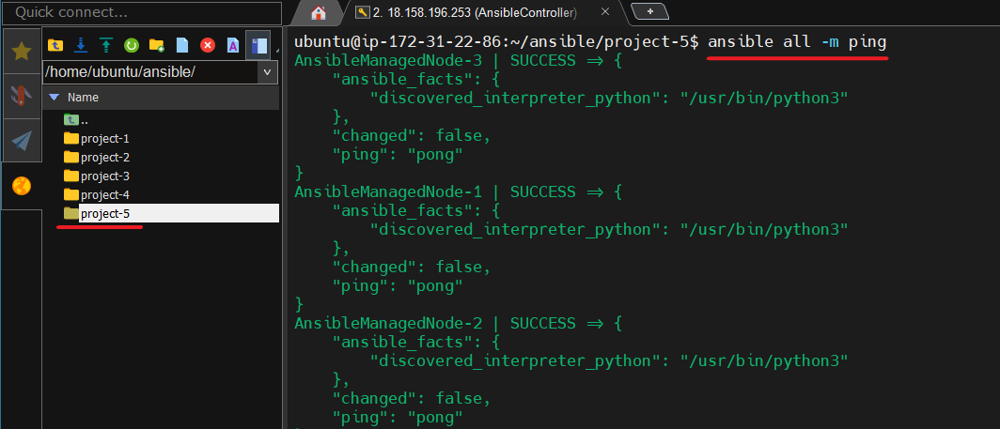 Quick connect...
2. 18.158.196.253 (AnsibleController)
/home/ubuntu/ansible/
Name
..
project-1
project-2
project-3
project-4
project-5
ubuntu@ip-172-31-22-86:~/ansible/project-5$ ansible all -m ping
AnsibleManagedNode-3 | SUCCESS => {
    "ansible_facts": {
        "discovered_interpreter_python": "/usr/bin/python3"
    },
    "changed": false,
    "ping": "pong"
}
AnsibleManagedNode-1 | SUCCESS => {
    "ansible_facts": {
        "discovered_interpreter_python": "/usr/bin/python3"
    },
    "changed": false,
    "ping": "pong"
}
AnsibleManagedNode-2 | SUCCESS => {
    "ansible_facts": {
        "discovered_interpreter_python": "/usr/bin/python3"
    },
    "changed": false,
    "ping": "pong"